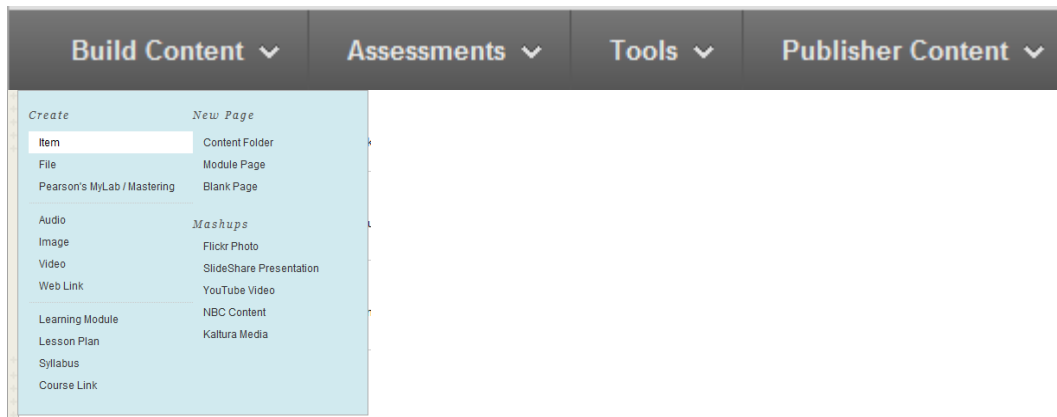 Build Content
Assessments
Tools
Publisher Content
Create
Item
File
Pearson's MyLab / Mastering
Audio
Image
Video
Web Link
Learning Module
Lesson Plan
Syllabus
Course Link
New Page
Content Folder
Module Page
Blank Page
Mashups
Flickr Photo
SlideShare Presentation
YouTube Video
NBC Content
Kaltura Media